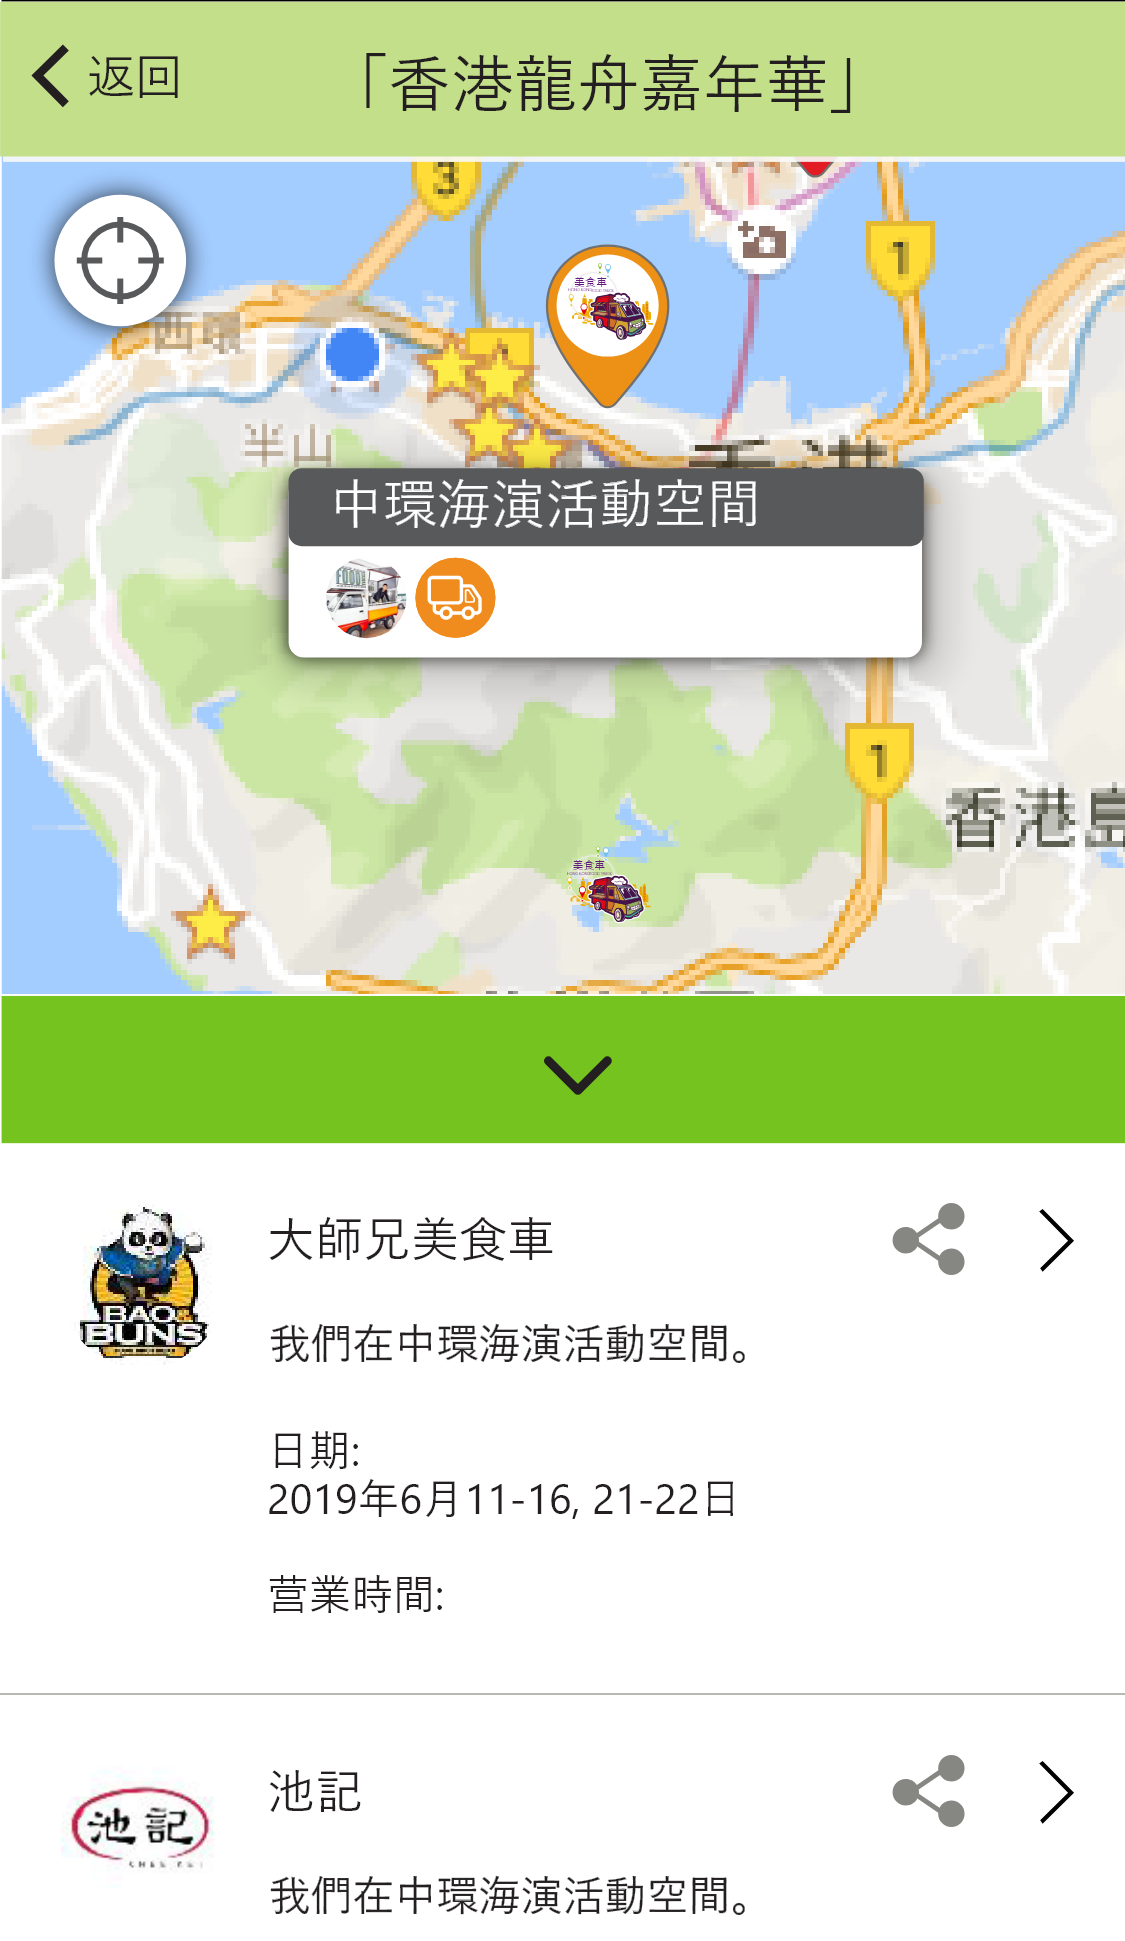 返回
「香港龍舟嘉年華」
3
1
西環
美食車
1
半山
香港
中環海演活動空間
FOOD
1
香港島
美食車
大師兄美食車
BAO
BUNS
我們在中環海演活動空間。
日期:
2019年6月11-16, 21-22日
营業時間:
池記
池記
我們在中環海演活動空間。